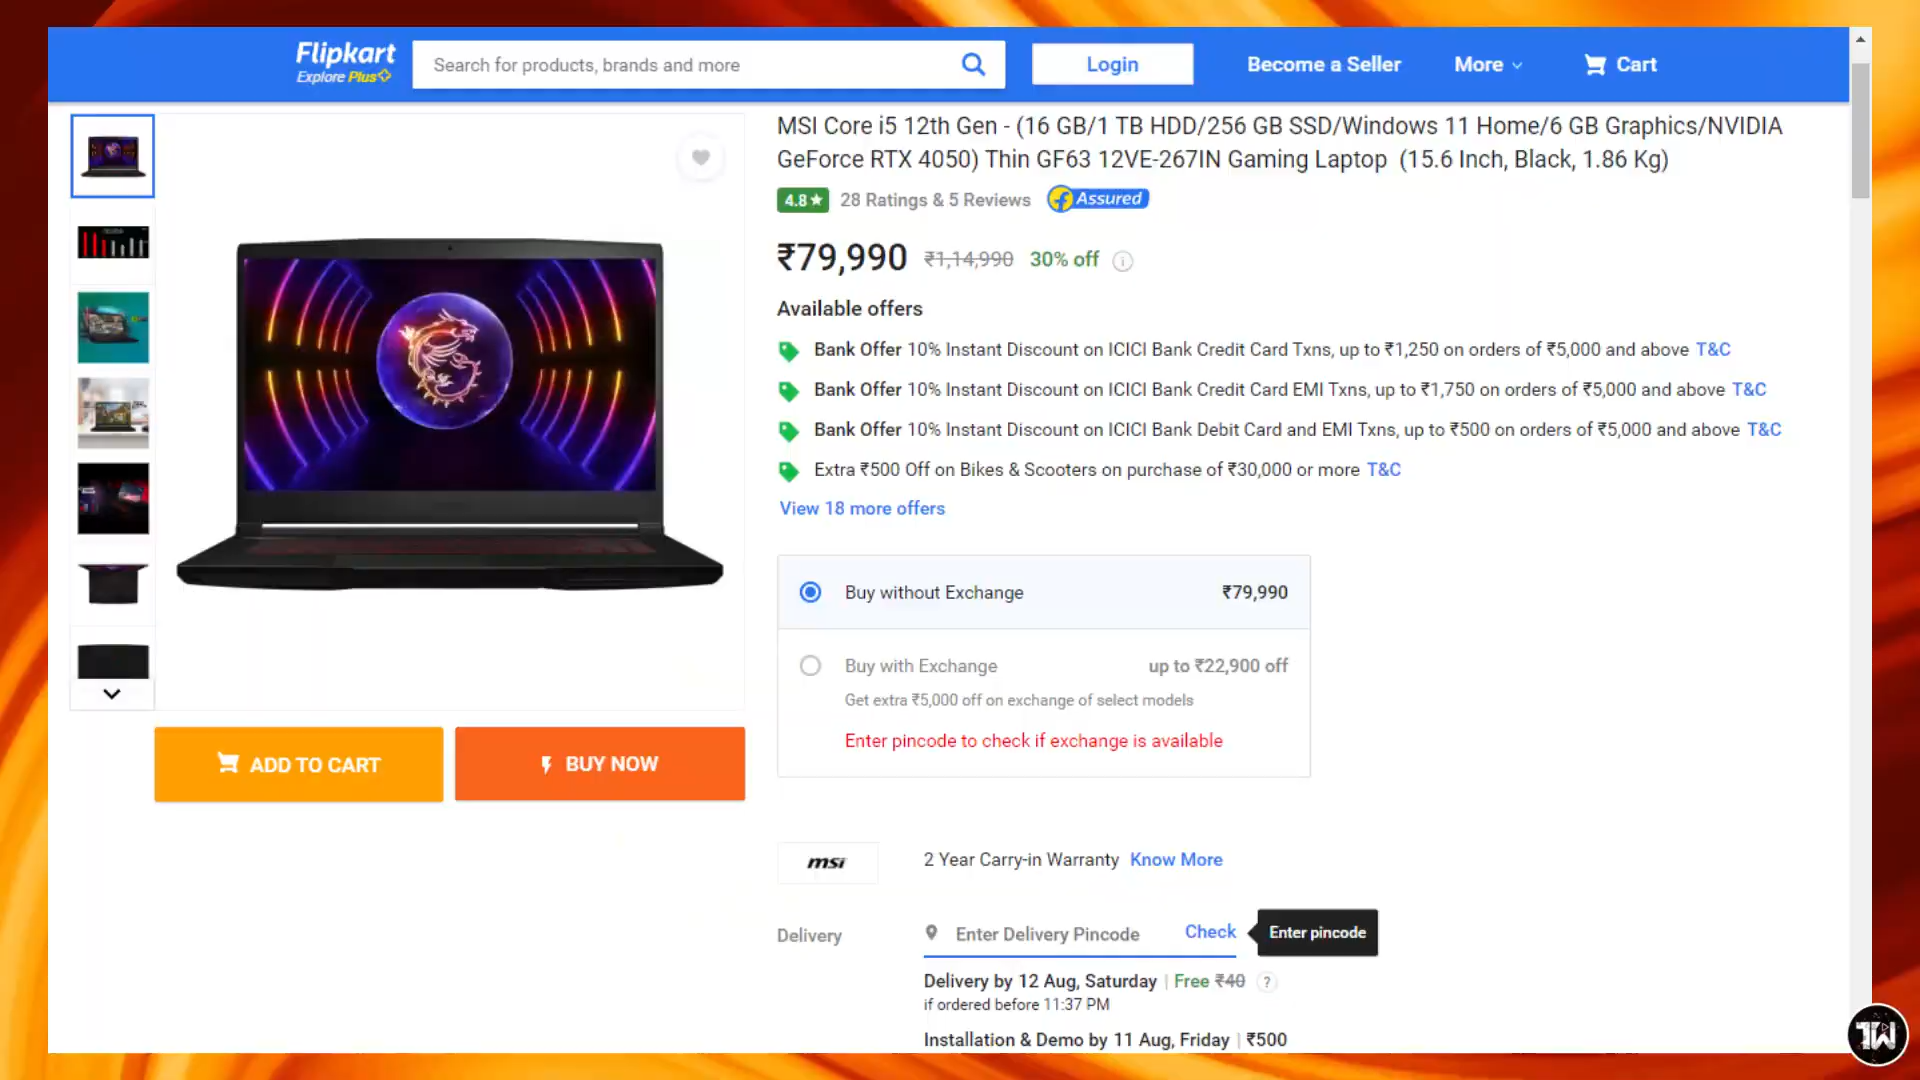 Flipkart
Explore Plus
Search for products, brands and more
Login
Become a Seller
More
Cart
MSI Core i5 12th Gen - (16 GB/1 TB HDD/256 GB SSD/Windows 11 Home/6 GB Graphics/NVIDIA
GeForce RTX 4050) Thin GF63 12VE-267IN Gaming Laptop (15.6 Inch, Black, 1.86 Kg)
4.8★ 28 Ratings & 5 Reviews Assured
₹79,990 ₹1,14,990 30% off
Available offers
Bank Offer 10% Instant Discount on ICICI Bank Credit Card Txns, up to ₹1,250 on orders of ₹5,000 and above T&C
Bank Offer 10% Instant Discount on ICICI Bank Credit Card EMI Txns, up to ₹1,750 on orders of ₹5,000 and above T&C
Bank Offer 10% Instant Discount on ICICI Bank Debit Card and EMI Txns, up to ₹500 on orders of ₹5,000 and above T&C
Extra ₹500 Off on Bikes & Scooters on purchase of ₹30,000 or more T&C
View 18 more offers
Buy without Exchange ₹79,990
Buy with Exchange up to ₹22,900 off
Get extra ₹5,000 off on exchange of select models
Enter pincode to check if exchange is available
ADD TO CART
BUY NOW
msi
2 Year Carry-in Warranty Know More
Delivery
Enter Delivery Pincode Check
Enter pincode
Delivery by 12 Aug, Saturday | Free ₹40 ?
if ordered before 11:37 PM
Installation & Demo by 11 Aug, Friday | ₹500
TW